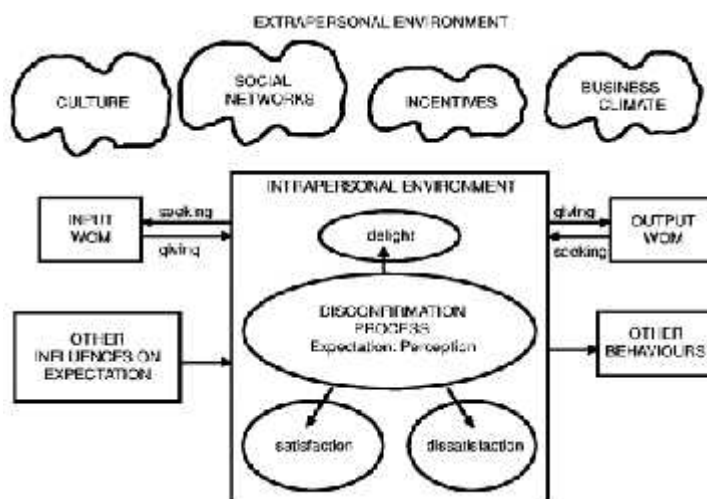 EXTRAPERSONAL ENVIRONMENT
CULTURE
SOCIAL
NETWORKS
INCENTIVES
BUSINESS
CLIMATE
INTRAPERSONAL ENVIRONMENT
INPUT
WOM
seeking
giving
delight
giving
seeking
OUTPUT
WOM
DISCONFIRMATION
PROCESS
Expectation: Perception
OTHER
INFLUENCES ON
EXPECTATION
OTHER
BEHAVIOURS
satisfaction
dissatisfaction